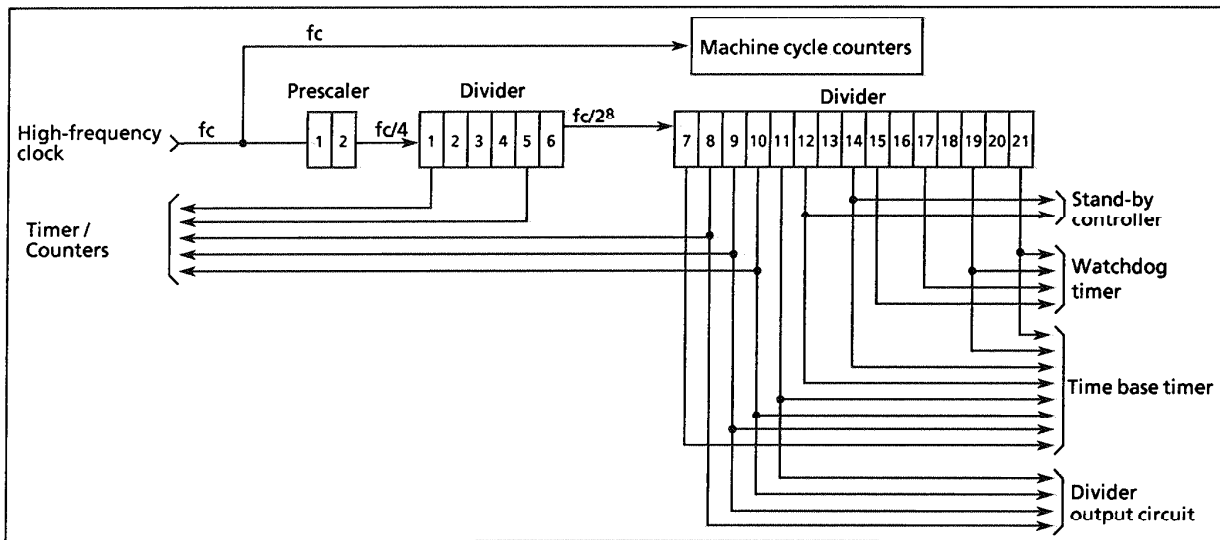 fc
Machine cycle counters
Prescaler
Divider
Divider
High-frequency
clock
fc
1 2
fc/4
1 2 3 4 5 6
fc/2⁸
7 8 9 10 11 12 13 14 15 16 17 18 19 20 21
Timer /
Counters
Stand-by
controller
Watchdog
timer
Time base timer
Divider
output circuit